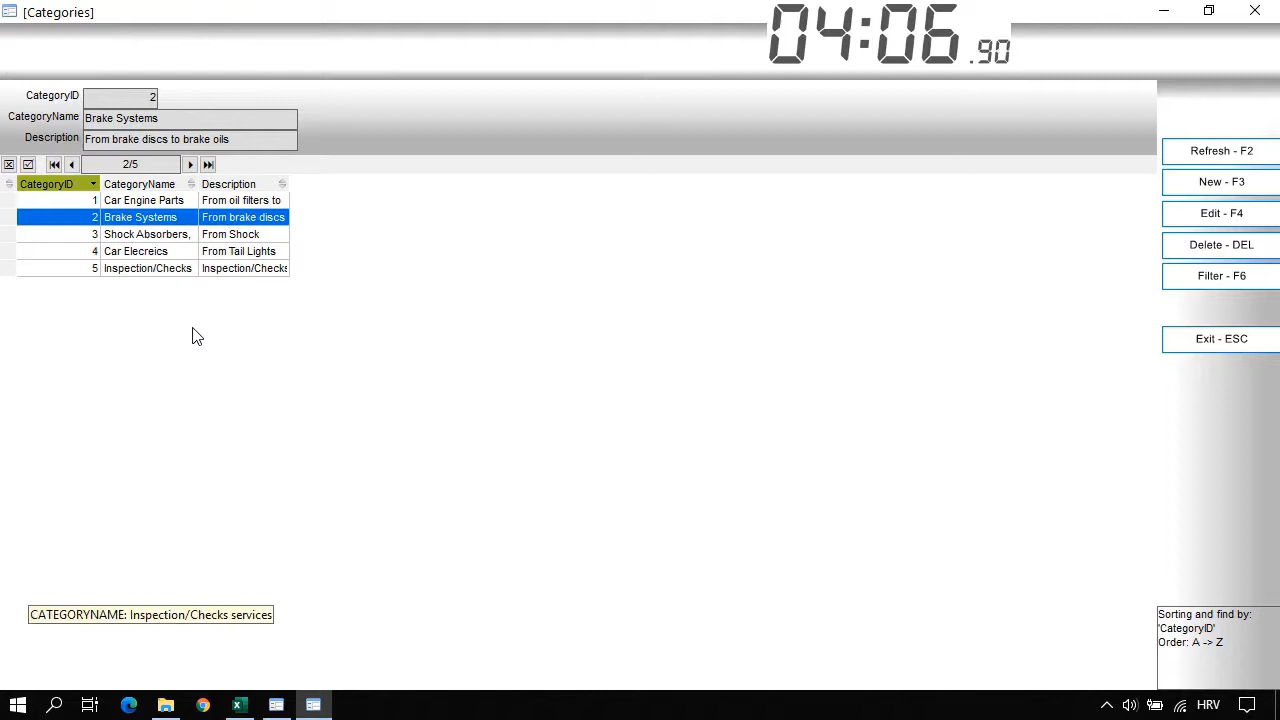 [Categories]
04:06.90
CategoryID 2
CategoryName Brake Systems
Description From brake discs to brake oils
2/5
CategoryID CategoryName Description
1 Car Engine Parts From oil filters to
2 Brake Systems From brake discs
3 Shock Absorbers, From Shock
4 Car Elecreics From Tail Lights
5 Inspection/Checks Inspection/Checks
Refresh - F2
New - F3
Edit - F4
Delete - DEL
Filter - F6
Exit - ESC
CATEGORYNAME: Inspection/Checks services
Sorting and find by:
'CategoryID'
Order: A -> Z
HRV